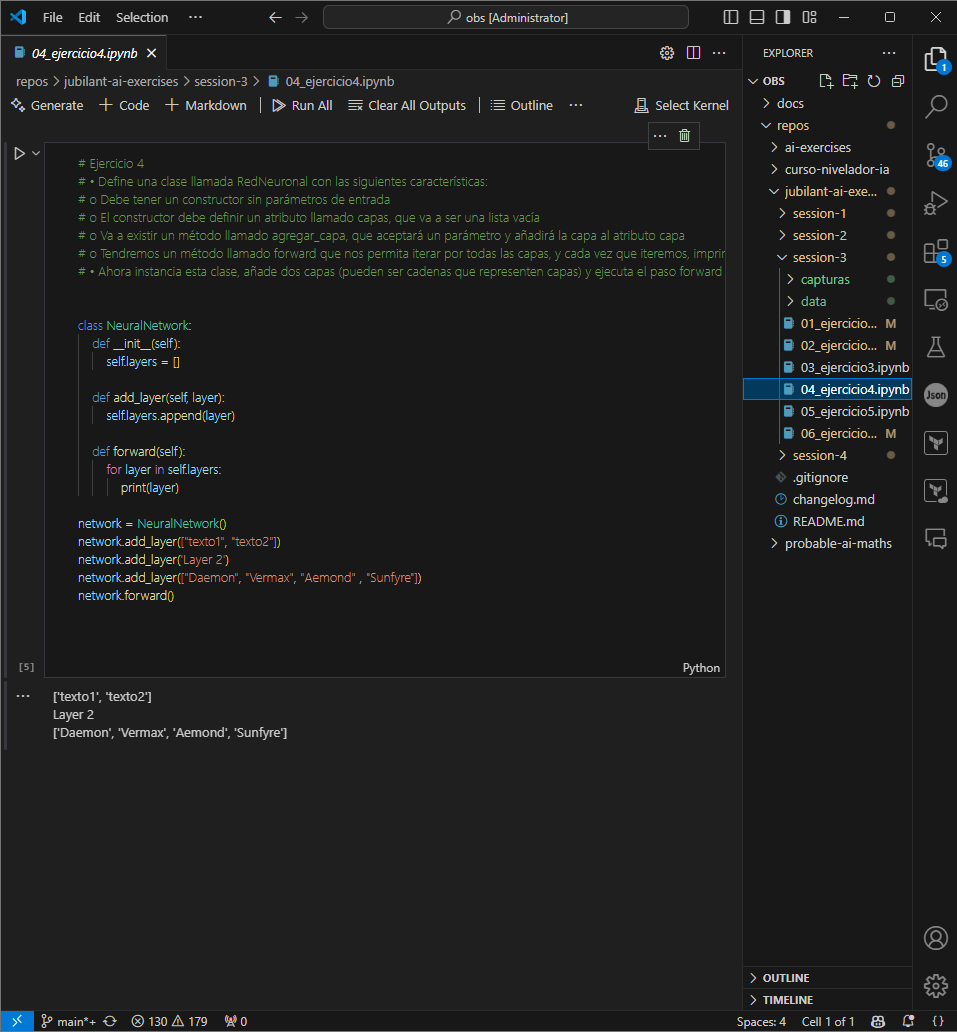 File Edit Selection ··· obs [Administrator]
04_ejercicio4.ipynb
repos > jubilant-ai-exercises > session-3 > 04_ejercicio4.ipynb
Generate + Code + Markdown Run All Clear All Outputs Outline ··· Select Kernel
# Ejercicio 4
# • Define una clase llamada RedNeuronal con las siguientes características:
# o Debe tener un constructor sin parámetros de entrada
# o El constructor debe definir un atributo llamado capas, que va a ser una lista vacía
# o Va a existir un método llamado agregar_capa, que aceptará un parámetro y añadirá la capa al atributo capa
# o Tendremos un método llamado forward que nos permita iterar por todas las capas, y cada vez que iteremos, imprir
# • Ahora instancia esta clase, añade dos capas (pueden ser cadenas que representen capas) y ejecuta el paso forward
class NeuralNetwork:
def __init__(self):
self.layers = []
def add_layer(self, layer):
self.layers.append(layer)
def forward(self):
for layer in self.layers:
print(layer)
network = NeuralNetwork()
network.add_layer(["texto1", "texto2"])
network.add_layer('Layer 2')
network.add_layer(["Daemon", "Vermax", "Aemond" , "Sunfyre"])
network.forward()
[5]
Python
['texto1', 'texto2']
Layer 2
['Daemon', 'Vermax', 'Aemond', 'Sunfyre']
EXPLORER
OBS
docs
repos
ai-exercises
curso-nivelador-ia
jubilant-ai-exe...
session-1
session-2
session-3
capturas
data
01_ejercicio... M
02_ejercicio... M
03_ejercicio3.ipynb
04_ejercicio4.ipynb
05_ejercicio5.ipynb
06_ejercicio... M
session-4
.gitignore
changelog.md
README.md
probable-ai-maths
OUTLINE
TIMELINE
1
46
5
Json
main*+ 130 179 0 Spaces: 4 Cell 1 of 1 { }